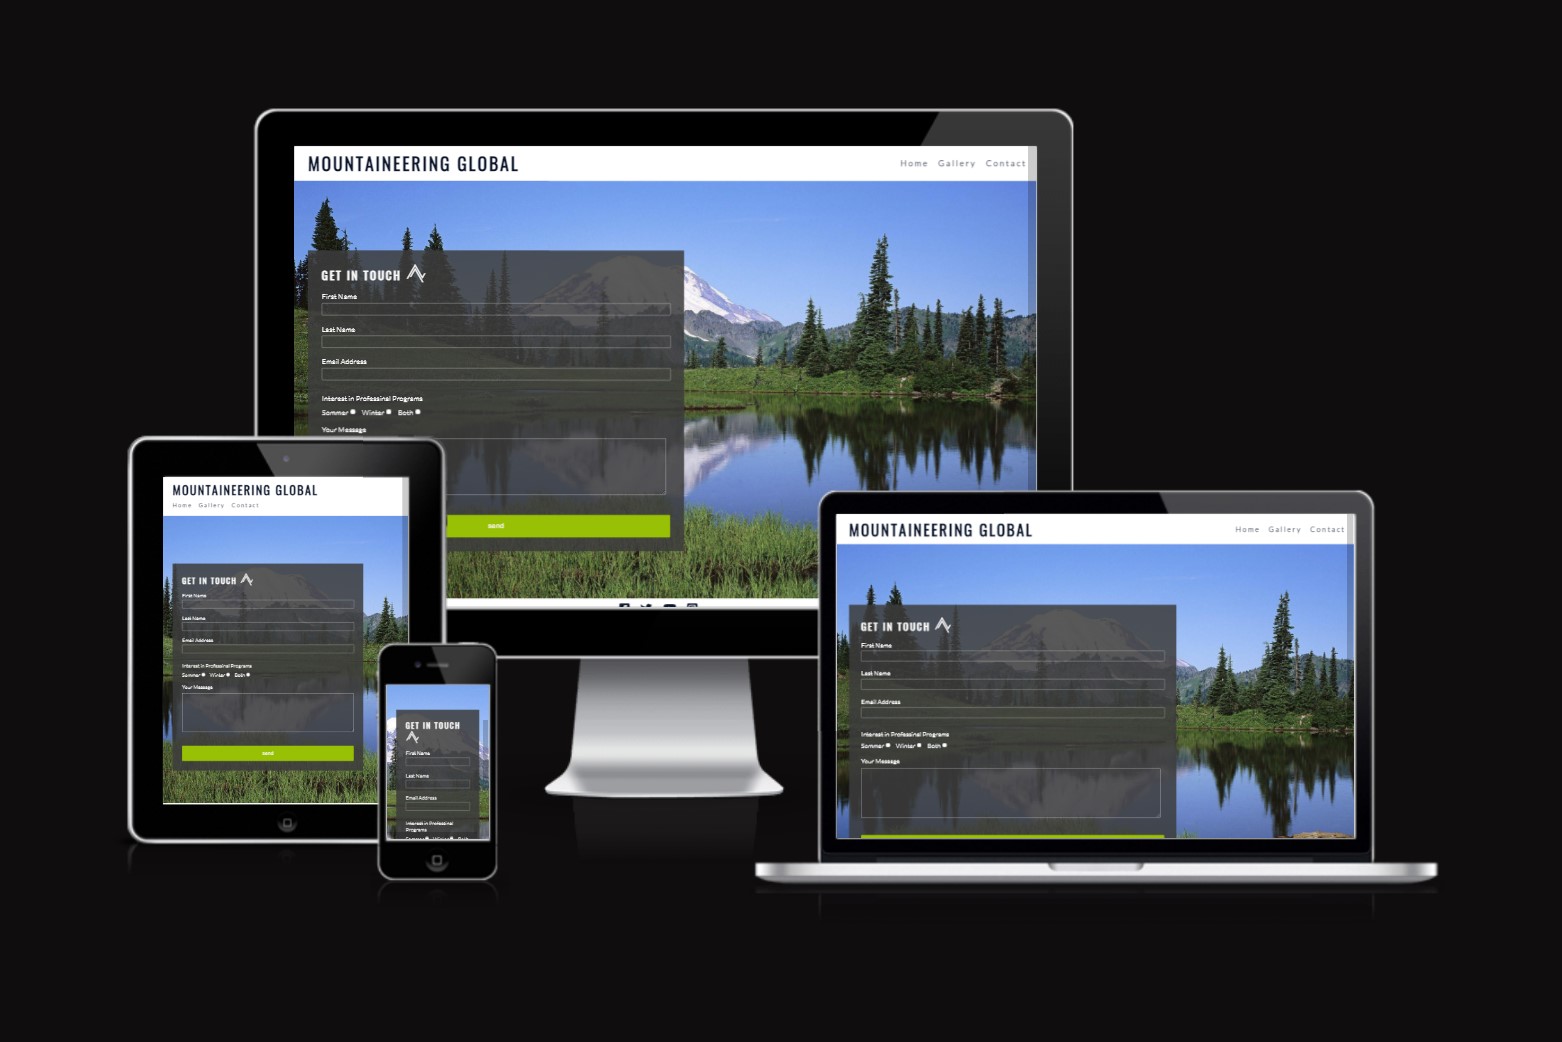 MOUNTAINEERING GLOBAL
Home Gallery Contact
GET IN TOUCH
First Name
Last Name
Email Address
Interest in Professinal Programs
Sommer Winter Both
Your Message
send
MOUNTAINEERING GLOBAL
Home Gallery Contact
GET IN TOUCH
First Name
Last Name
Email Address
Interest in Professinal Programs
Sommer Winter Both
Your Message
send
GET IN TOUCH
First Name
Last Name
Email Address
Interest in Professinal
Programs
Sommer Winter Both
MOUNTAINEERING GLOBAL
Home Gallery Contact
GET IN TOUCH
First Name
Last Name
Email Address
Interest in Professinal Programs
Sommer Winter Both
Your Message